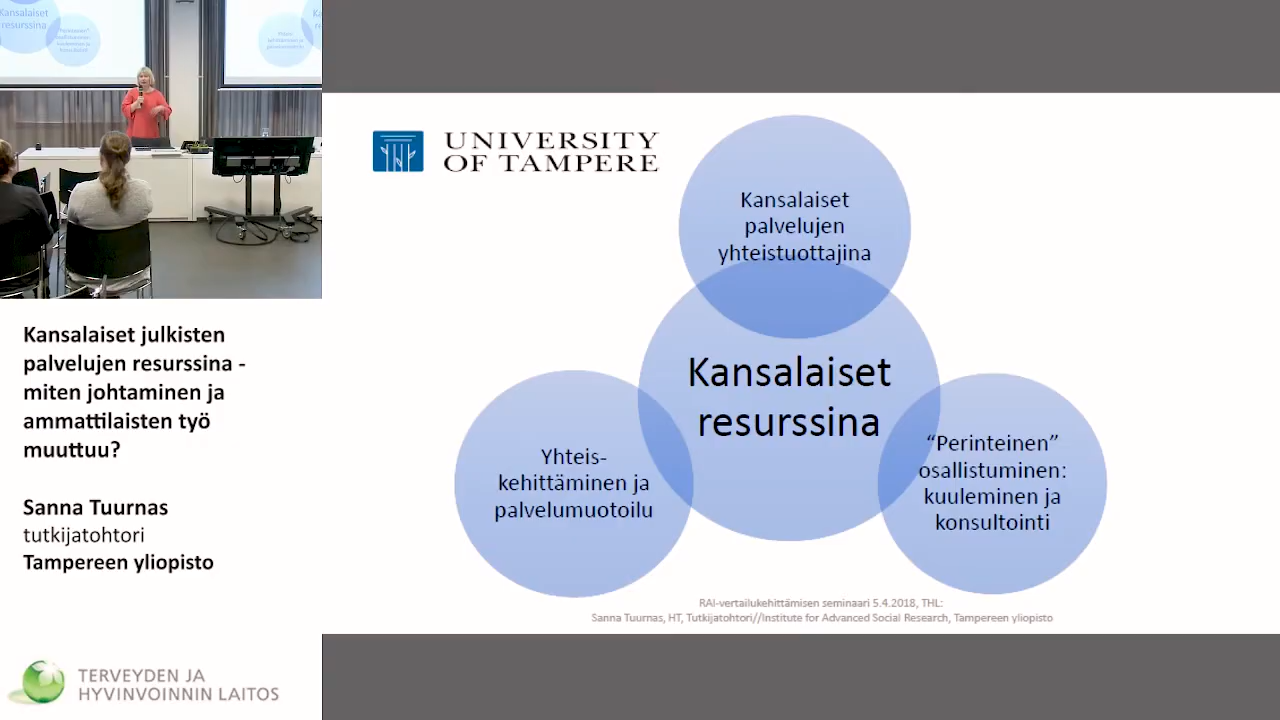 Kansalaiset
resurssina
Kansalaiset julkisten
palvelujen resurssina -
miten johtaminen ja
ammattilaisten työ
muuttuu?
Sanna Tuurnas
tutkijatohtori
Tampereen yliopisto
TERVEYDEN JA
HYVINVOINNIN LAITOS
UNIVERSITY
OF TAMPERE
Kansalaiset
palvelujen
yhteistuottajina
Kansalaiset
resurssina
Yhteis-
kehittäminen ja
palvelumuotoilu
“Perinteinen”
osallistuminen:
kuuleminen ja
konsultointi
RAI-vertailukehittämisen seminaari 5.4.2018, THL:
Sanna Tuurnas, HT, Tutkijatohtori//Institute for Advanced Social Research, Tampereen yliopisto